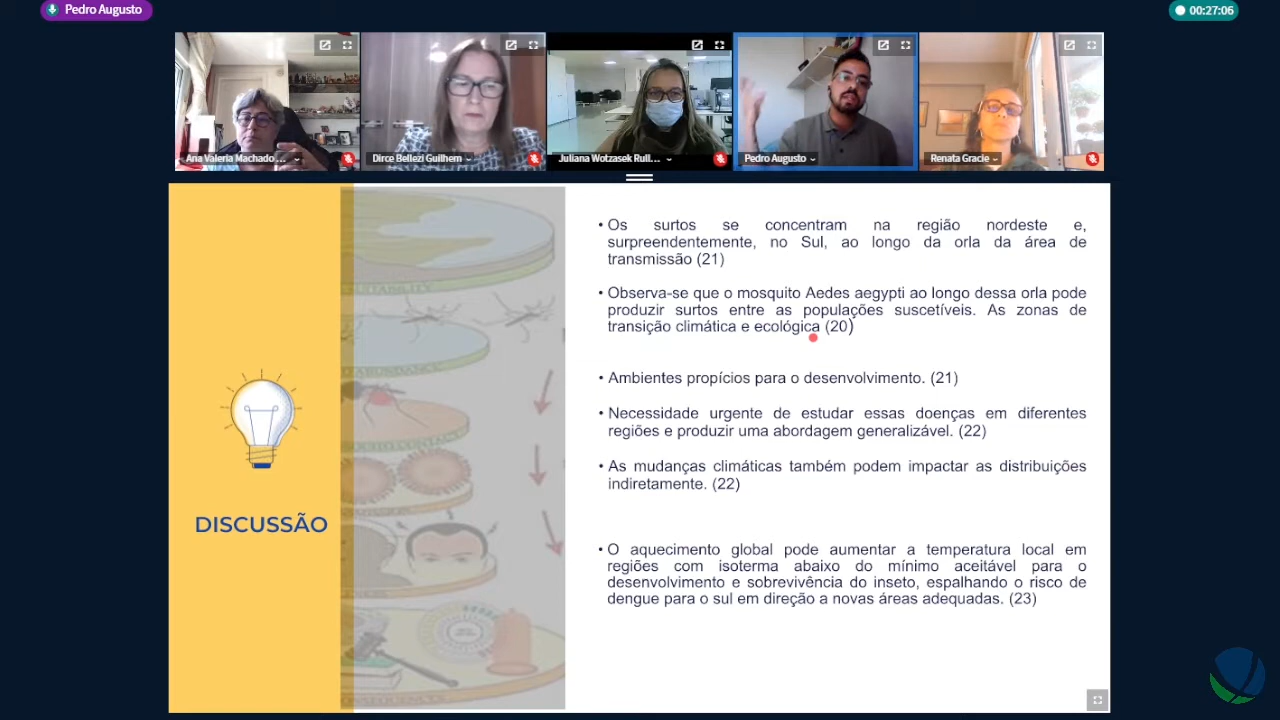 Pedro Augusto
00:27:06
Ana Valeria Machado ...
Dirce Bellezi Guilhem
Juliana Wotzasek Rull...
Pedro Augusto
Renata Gracie
DISCUSSÃO
• Os surtos se concentram na região nordeste e,
surpreendentemente, no Sul, ao longo da orla da área de
transmissão (21)
• Observa-se que o mosquito Aedes aegypti ao longo dessa orla pode
produzir surtos entre as populações suscetíveis. As zonas de
transição climática e ecológica (20)
• Ambientes propícios para o desenvolvimento. (21)
• Necessidade urgente de estudar essas doenças em diferentes
regiões e produzir uma abordagem generalizável. (22)
• As mudanças climáticas também podem impactar as distribuições
indiretamente. (22)
• O aquecimento global pode aumentar a temperatura local em
regiões com isoterma abaixo do mínimo aceitável para o
desenvolvimento e sobrevivência do inseto, espalhando o risco de
dengue para o sul em direção a novas áreas adequadas. (23)